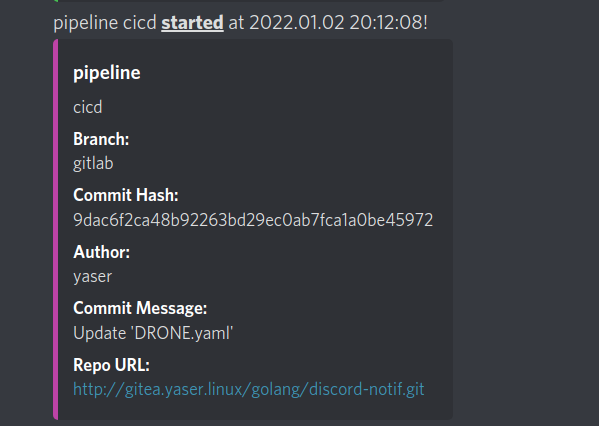 pipeline cicd started at 2022.01.02 20:12:08!
pipeline
cicd
Branch:
gitlab
Commit Hash:
9dac6f2ca48b92263bd29ec0ab7fca1a0be45972
Author:
yaser
Commit Message:
Update 'DRONE.yaml'
Repo URL:
http://gitea.yaser.linux/golang/discord-notif.git